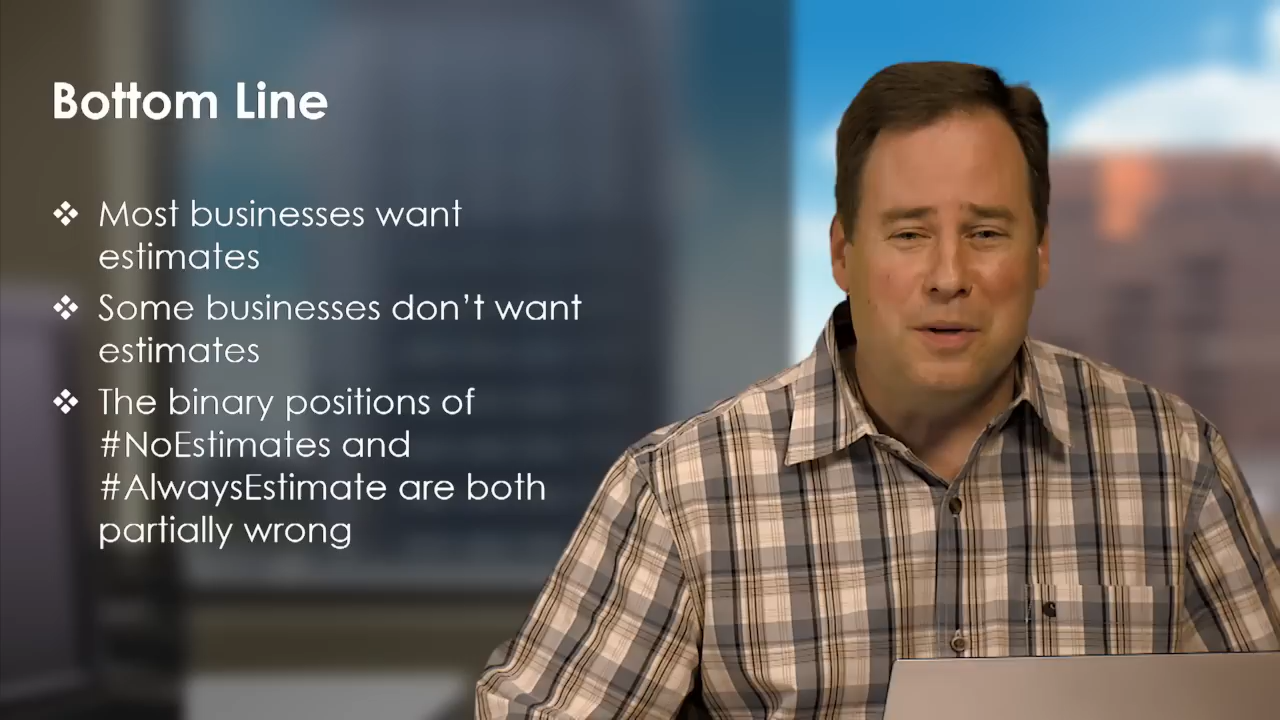 Bottom Line
❖ Most businesses want
estimates
❖ Some businesses don’t want
estimates
❖ The binary positions of
#NoEstimates and
#AlwaysEstimate are both
partially wrong